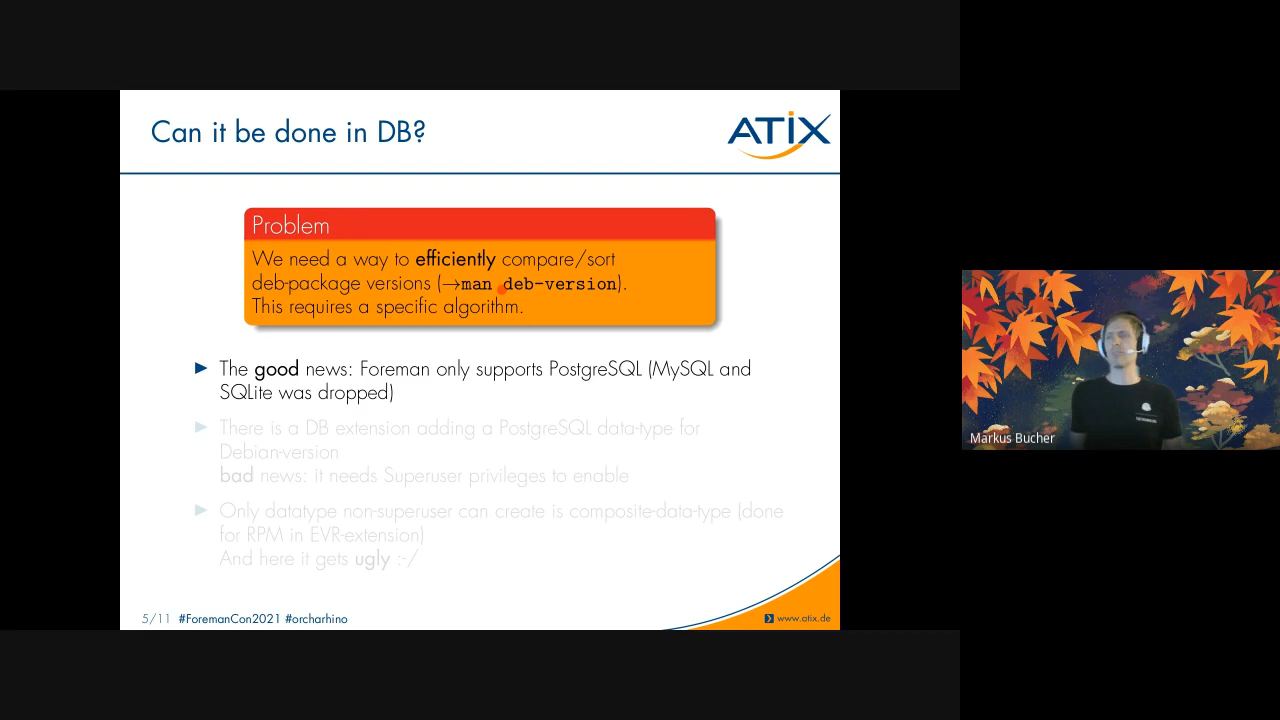 Can it be done in DB?
ATIX
Problem
We need a way to efficiently compare/sort
deb-package versions (→man deb-version).
This requires a specific algorithm.
► The good news: Foreman only supports PostgreSQL (MySQL and
SQLite was dropped)
► There is a DB extension adding a PostgreSQL data-type for
Debian-version
bad news: it needs Superuser privileges to enable
► Only datatype non-superuser can create is composite-data-type (done
for RPM in EVR-extension)
And here it gets ugly :-/
5/11 #ForemanCon2021 #orcharhino
www.atix.de
Markus Bucher